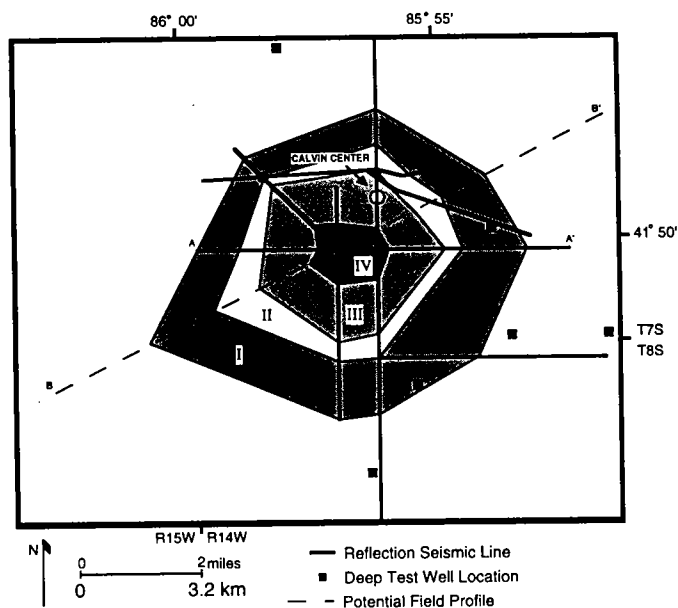 86° 00'
85° 55'
B'
CALVIN CENTER
A
A'
41° 50'
IV
III
II
I
T7S
T8S
B
R15W
R14W
N
0
2 miles
0
3.2 km
Reflection Seismic Line
Deep Test Well Location
Potential Field Profile